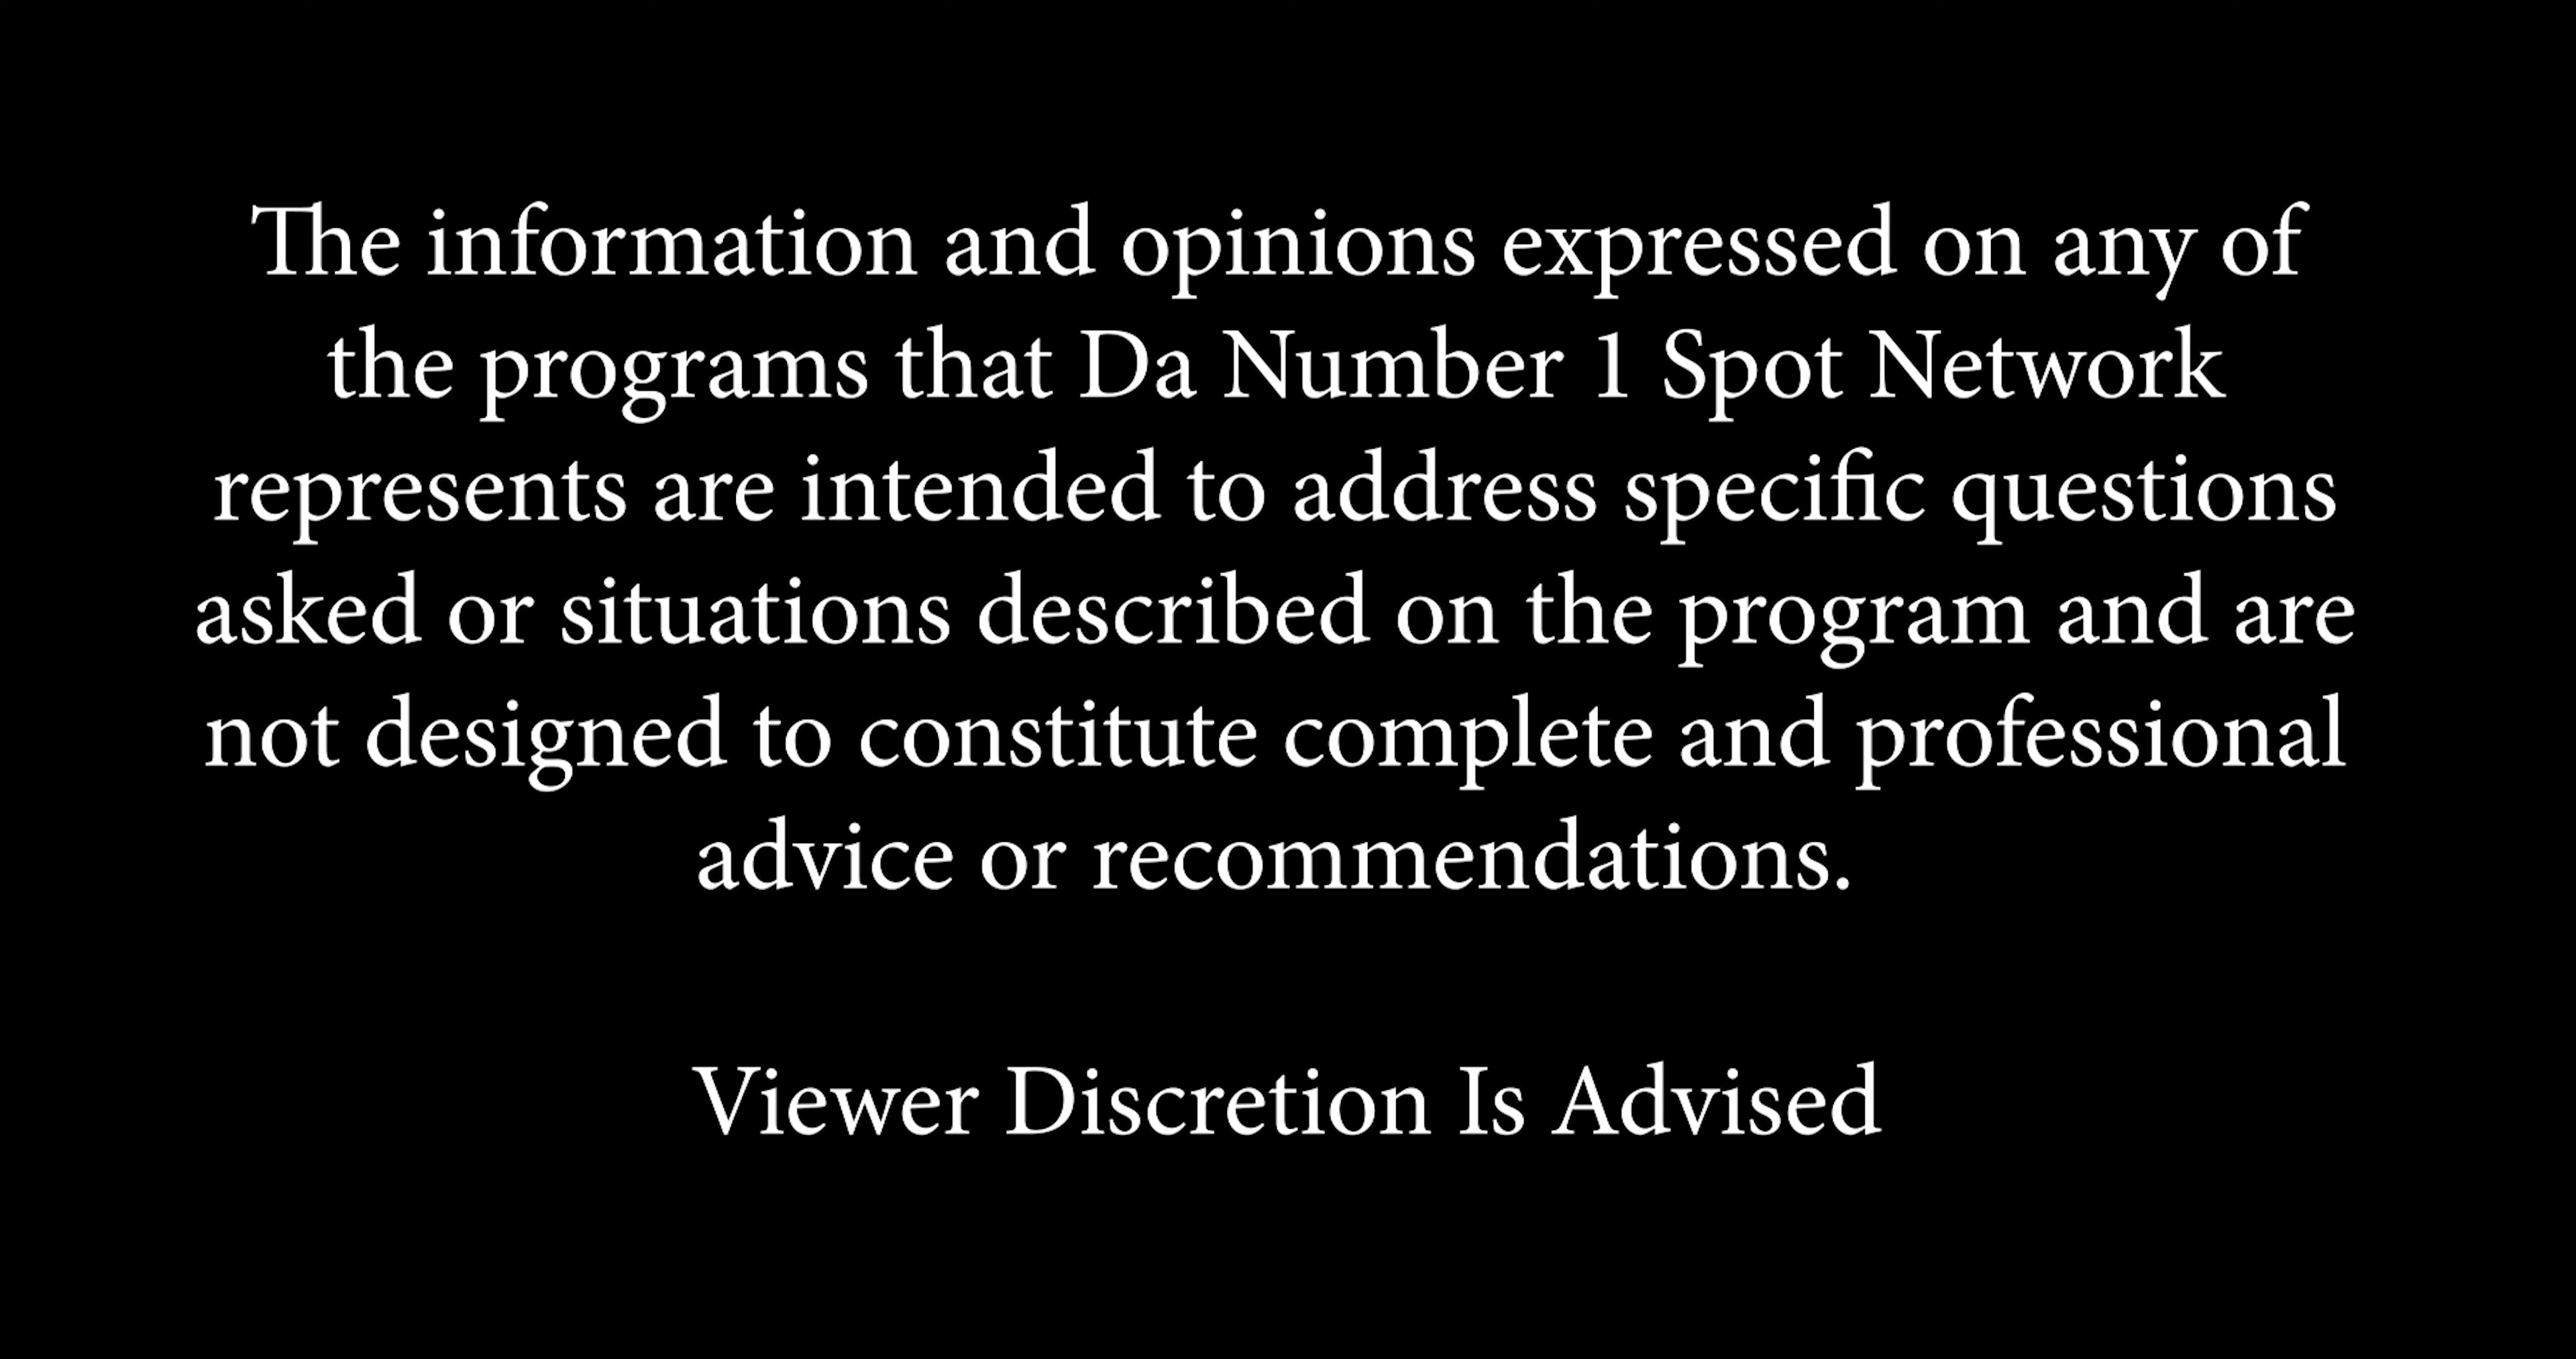 The information and opinions expressed on any of
the programs that Da Number 1 Spot Network
represents are intended to address specific questions
asked or situations described on the program and are
not designed to constitute complete and professional
advice or recommendations.
Viewer Discretion Is Advised